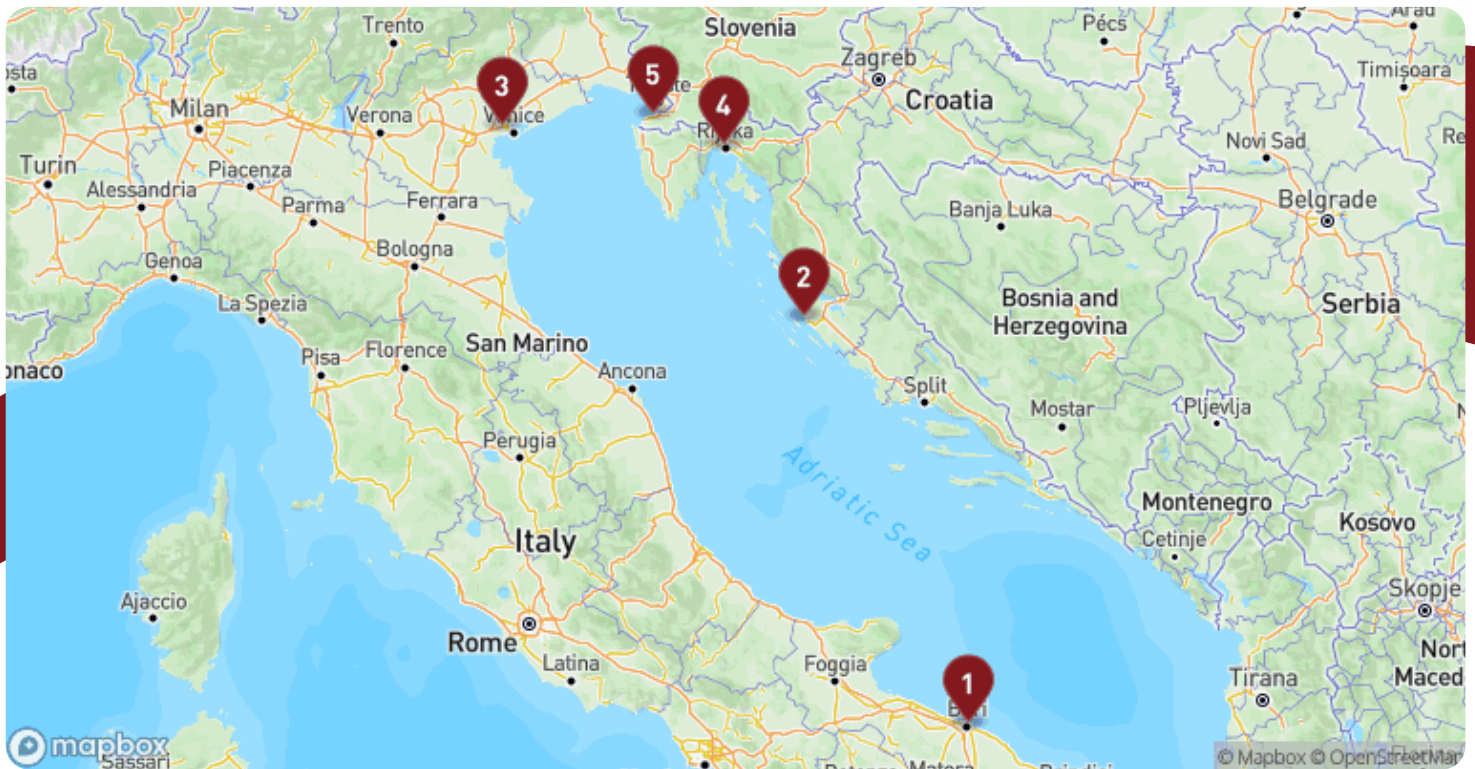 Trento
Slovenia
Pécs
Arad
Zagreb
Timișoara
osta
3
5
4
Croatia
Milan
Verona
Venice
Rijeka
Novi Sad
Turin
Piacenza
Alessandria
Parma
Ferrara
Banja Luka
Belgrade
Bologna
Genoa
2
La Spezia
Bosnia and
Herzegovina
Serbia
San Marino
Pisa
Florence
onaco
Ancona
Split
Mostar
Pljevlja
Perugia
Adriatic Sea
Montenegro
Kosovo
Italy
Cetinje
Ajaccio
Skopje
Rome
Nort
Latina
Foggia
1
Tirana
Maced
Bari
mapbox
Sassari
© Mapbox © OpenStreetMap
Matera